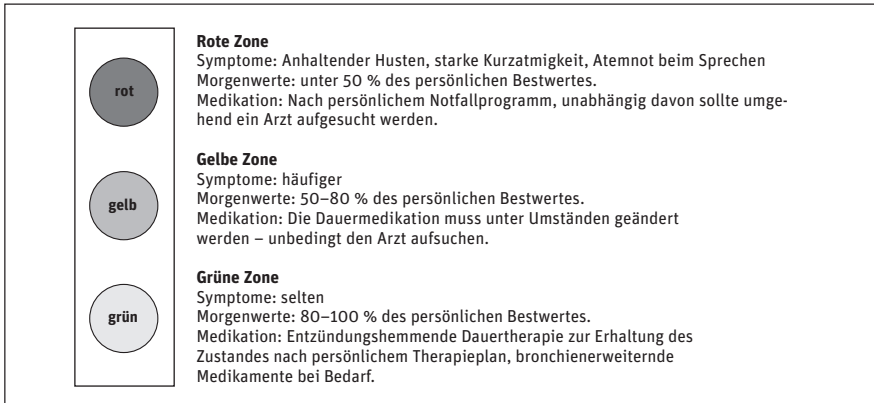 rot
Rote Zone
Symptome: Anhaltender Husten, starke Kurzatmigkeit, Atemnot beim Sprechen
Morgenwerte: unter 50 % des persönlichen Bestwertes.
Medikation: Nach persönlichem Notfallprogramm, unabhängig davon sollte umge-
hend ein Arzt aufgesucht werden.
gelb
Gelbe Zone
Symptome: häufiger
Morgenwerte: 50–80 % des persönlichen Bestwertes.
Medikation: Die Dauermedikation muss unter Umständen geändert
werden – unbedingt den Arzt aufsuchen.
grün
Grüne Zone
Symptome: selten
Morgenwerte: 80–100 % des persönlichen Bestwertes.
Medikation: Entzündungshemmende Dauertherapie zur Erhaltung des
Zustandes nach persönlichem Therapieplan, bronchienerweiternde
Medikamente bei Bedarf.